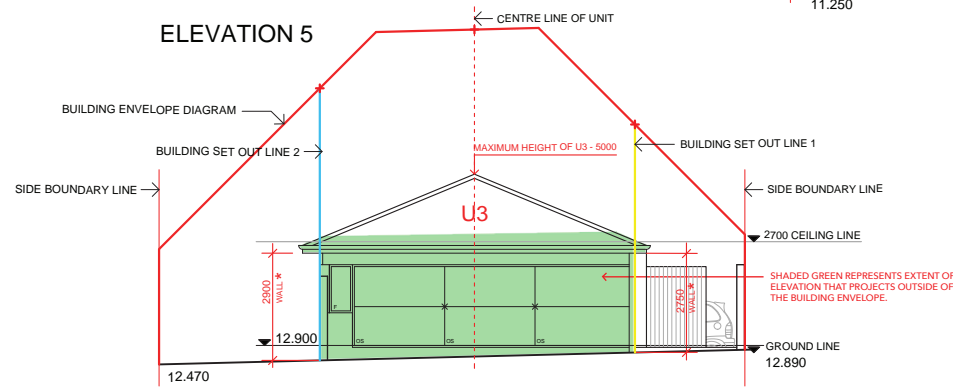 11.250
CENTRE LINE OF UNIT
ELEVATION 5
BUILDING ENVELOPE DIAGRAM
BUILDING SET OUT LINE 2
MAXIMUM HEIGHT OF U3 - 5000
BUILDING SET OUT LINE 1
SIDE BOUNDARY LINE
SIDE BOUNDARY LINE
U3
2700 CEILING LINE
2900
WALL *
2750
WALL *
SHADED GREEN REPRESENTS EXTENT OF
ELEVATION THAT PROJECTS OUTSIDE OF
THE BUILDING ENVELOPE.
F
12.900
OS
OS
OS
GROUND LINE
12.890
12.470